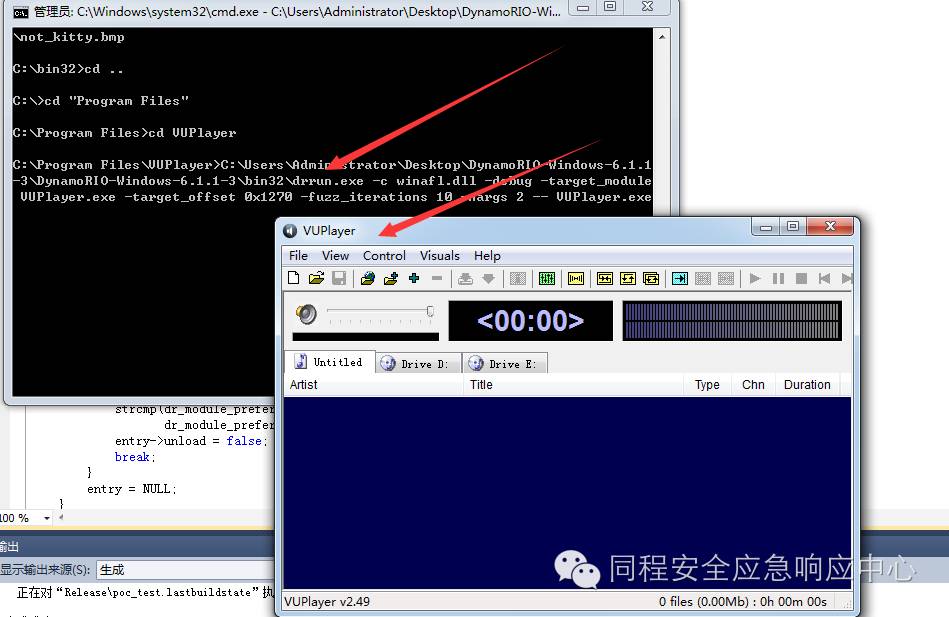 管理员: C:\Windows\system32\cmd.exe - C:\Users\Administrator\Desktop\DynamoRIO-Wi...
\not_kitty.bmp
C:\bin32>cd ..
C:\>cd "Program Files"
C:\Program Files>cd VUPlayer
C:\Program Files\VUPlayer>C:\Users\Administrator\Desktop\DynamoRIO-Windows-6.1.1
-3\DynamoRIO-Windows-6.1.1-3\bin32\drrun.exe -c winafl.dll -debug -target_module
VUPlayer.exe -target_offset 0x1270 -fuzz_iterations 10 -nargs 2 -- VUPlayer.exe
VUPlayer
File View Control Visuals Help
<00:00>
Untitled Drive D: Drive E:
Artist Title Type Chn Duration
strcmp(dr_module_prefer
dr_module_prefer
entry->unload = false;
break;
}
entry = NULL;
}
100 %
输出
显示输出来源(S): 生成
正在对“Release\poc_test.lastbuildstate”执
同程安全应急响应中心
VUPlayer v2.49
0 files (0.00Mb) : 0h 00m 00s